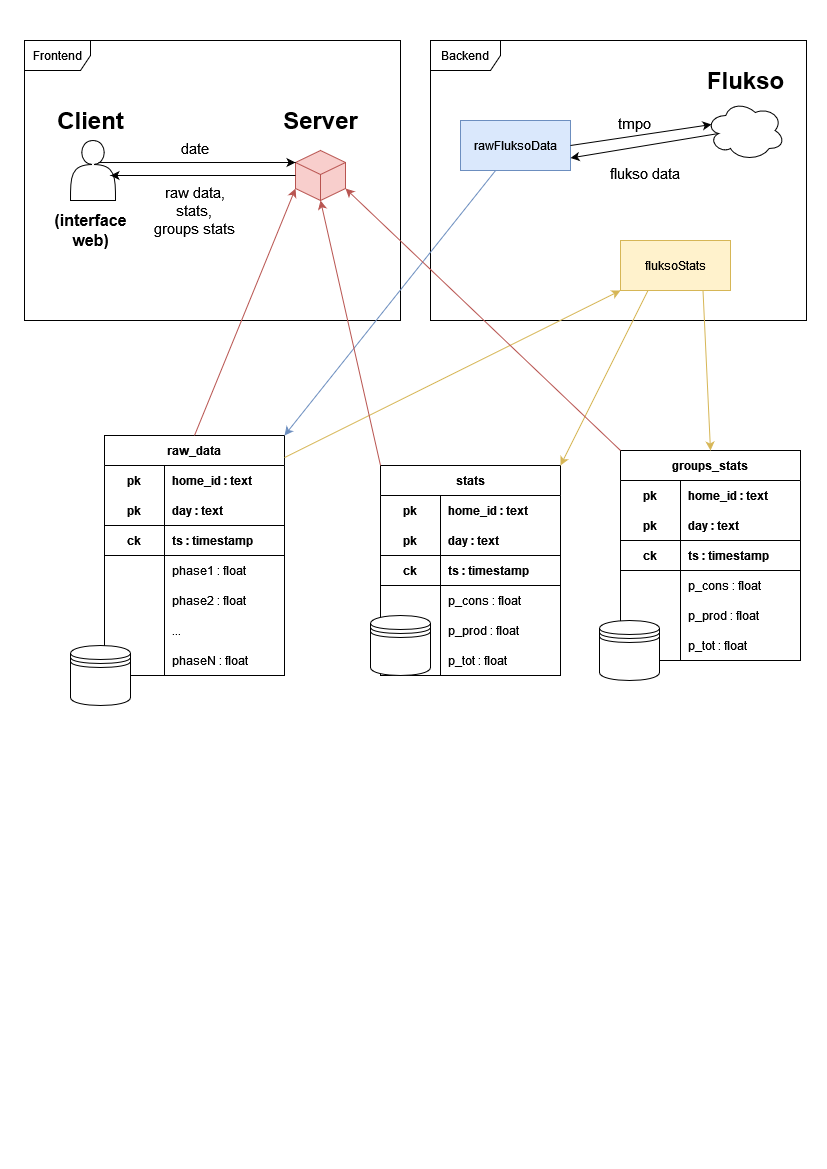 Frontend
Backend
Client
Server
Flukso
date
raw data,
stats,
groups stats
(interface
web)
rawFluksoData
tmpo
flukso data
fluksoStats
raw_data
pk home_id : text
pk day : text
ck ts : timestamp
phase1 : float
phase2 : float
...
phaseN : float
stats
pk home_id : text
pk day : text
ck ts : timestamp
p_cons : float
p_prod : float
p_tot : float
groups_stats
pk home_id : text
pk day : text
ck ts : timestamp
p_cons : float
p_prod : float
p_tot : float